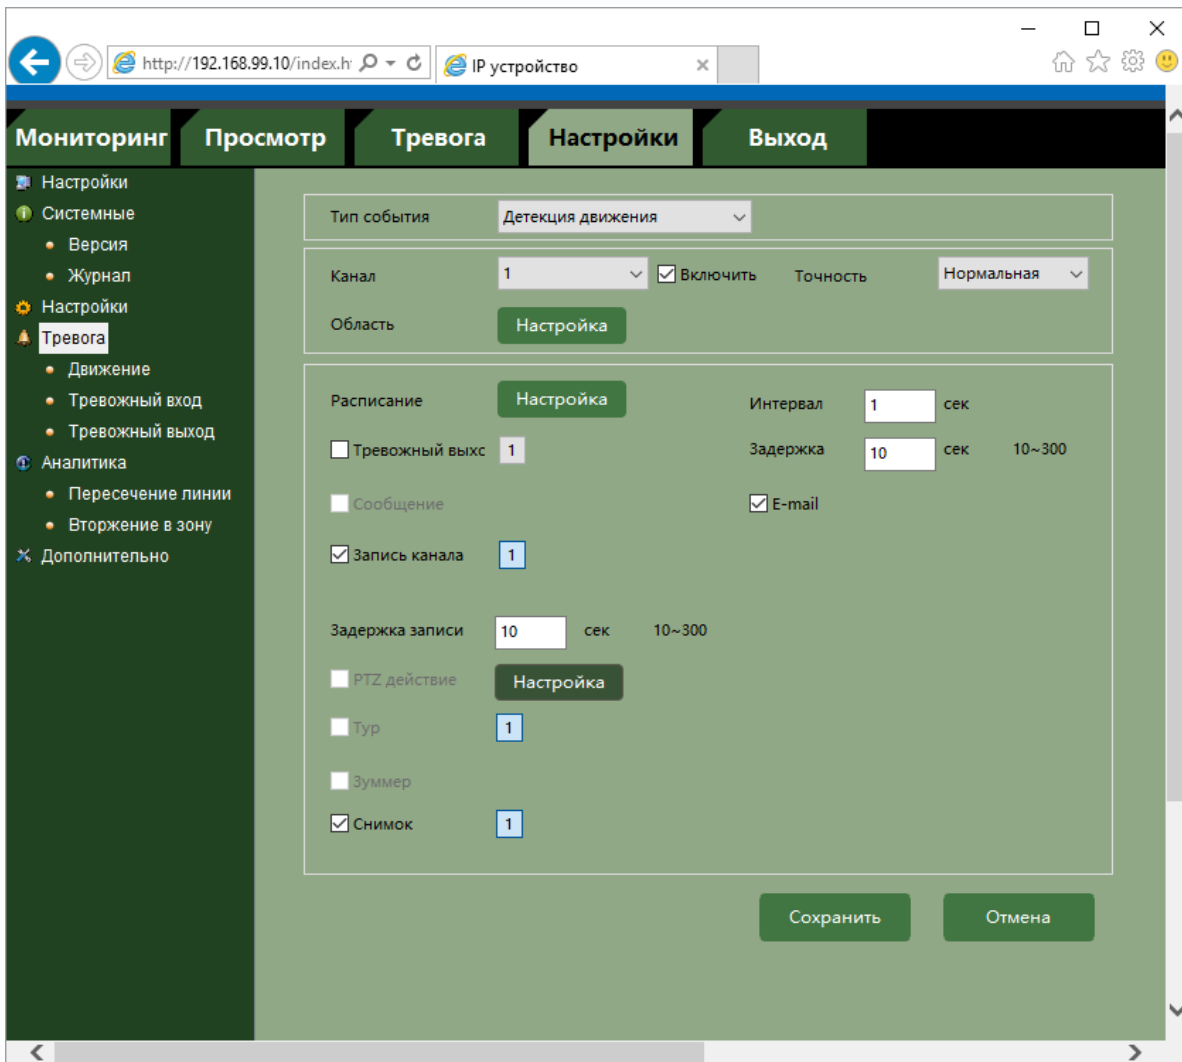 http://192.168.99.10/index.h
IP устройство
Мониторинг Просмотр Тревога Настройки Выход
Настройки
Системные
Версия
Журнал
Настройки
Тревога
Движение
Тревожный вход
Тревожный выход
Аналитика
Пересечение линии
Вторжение в зону
Дополнительно
Тип события Детекция движения
Канал 1 Включить Точность Нормальная
Область Настройка
Расписание Настройка Интервал 1 сек
Тревожный выхс 1 Задержка 10 сек 10~300
Сообщение E-mail
Запись канала 1
Задержка записи 10 сек 10~300
PTZ действие Настройка
Тур 1
Зуммер
Снимок 1
Сохранить Отмена